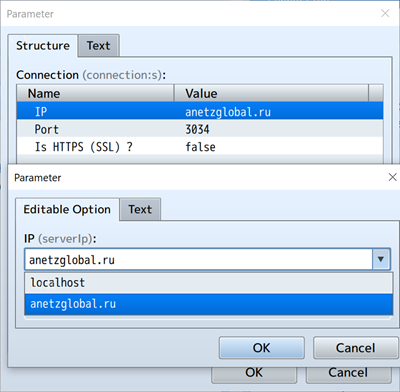 Parameter
Structure Text
Connection (connection:s):
Name Value
IP anetzglobal.ru
Port 3034
Is HTTPS (SSL) ? false
Parameter
Editable Option Text
IP (serverIp):
anetzglobal.ru
localhost
anetzglobal.ru
OK Cancel
OK Cancel